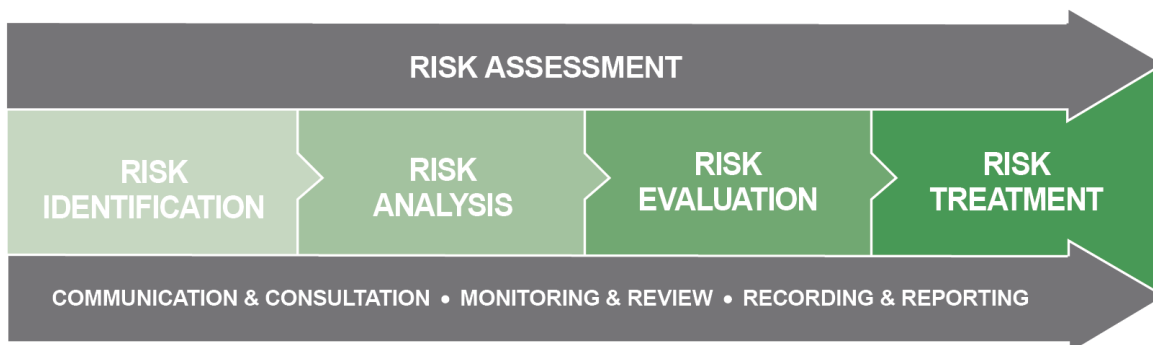 RISK ASSESSMENT
RISK
IDENTIFICATION
RISK
ANALYSIS
RISK
EVALUATION
RISK
TREATMENT
COMMUNICATION & CONSULTATION • MONITORING & REVIEW • RECORDING & REPORTING